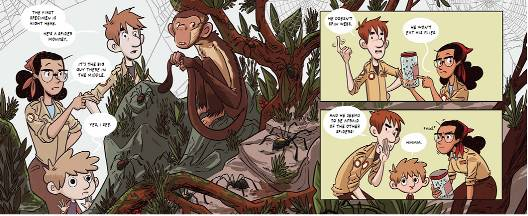 THE FIRST
SPECIMEN IS
RIGHT HERE.
HE'S A SPIDER
MONKEY.
IT'S THE BIG
GUY THERE IN
THE MIDDLE.
YES, I SEE.
HE DOESN'T
SPIN WEBS.
HE WON'T
EAT HIS FLIES.
AND HE SEEMS
TO BE AFRAID
OF THE OTHER
SPIDERS!
TRUE.
HMMMM.